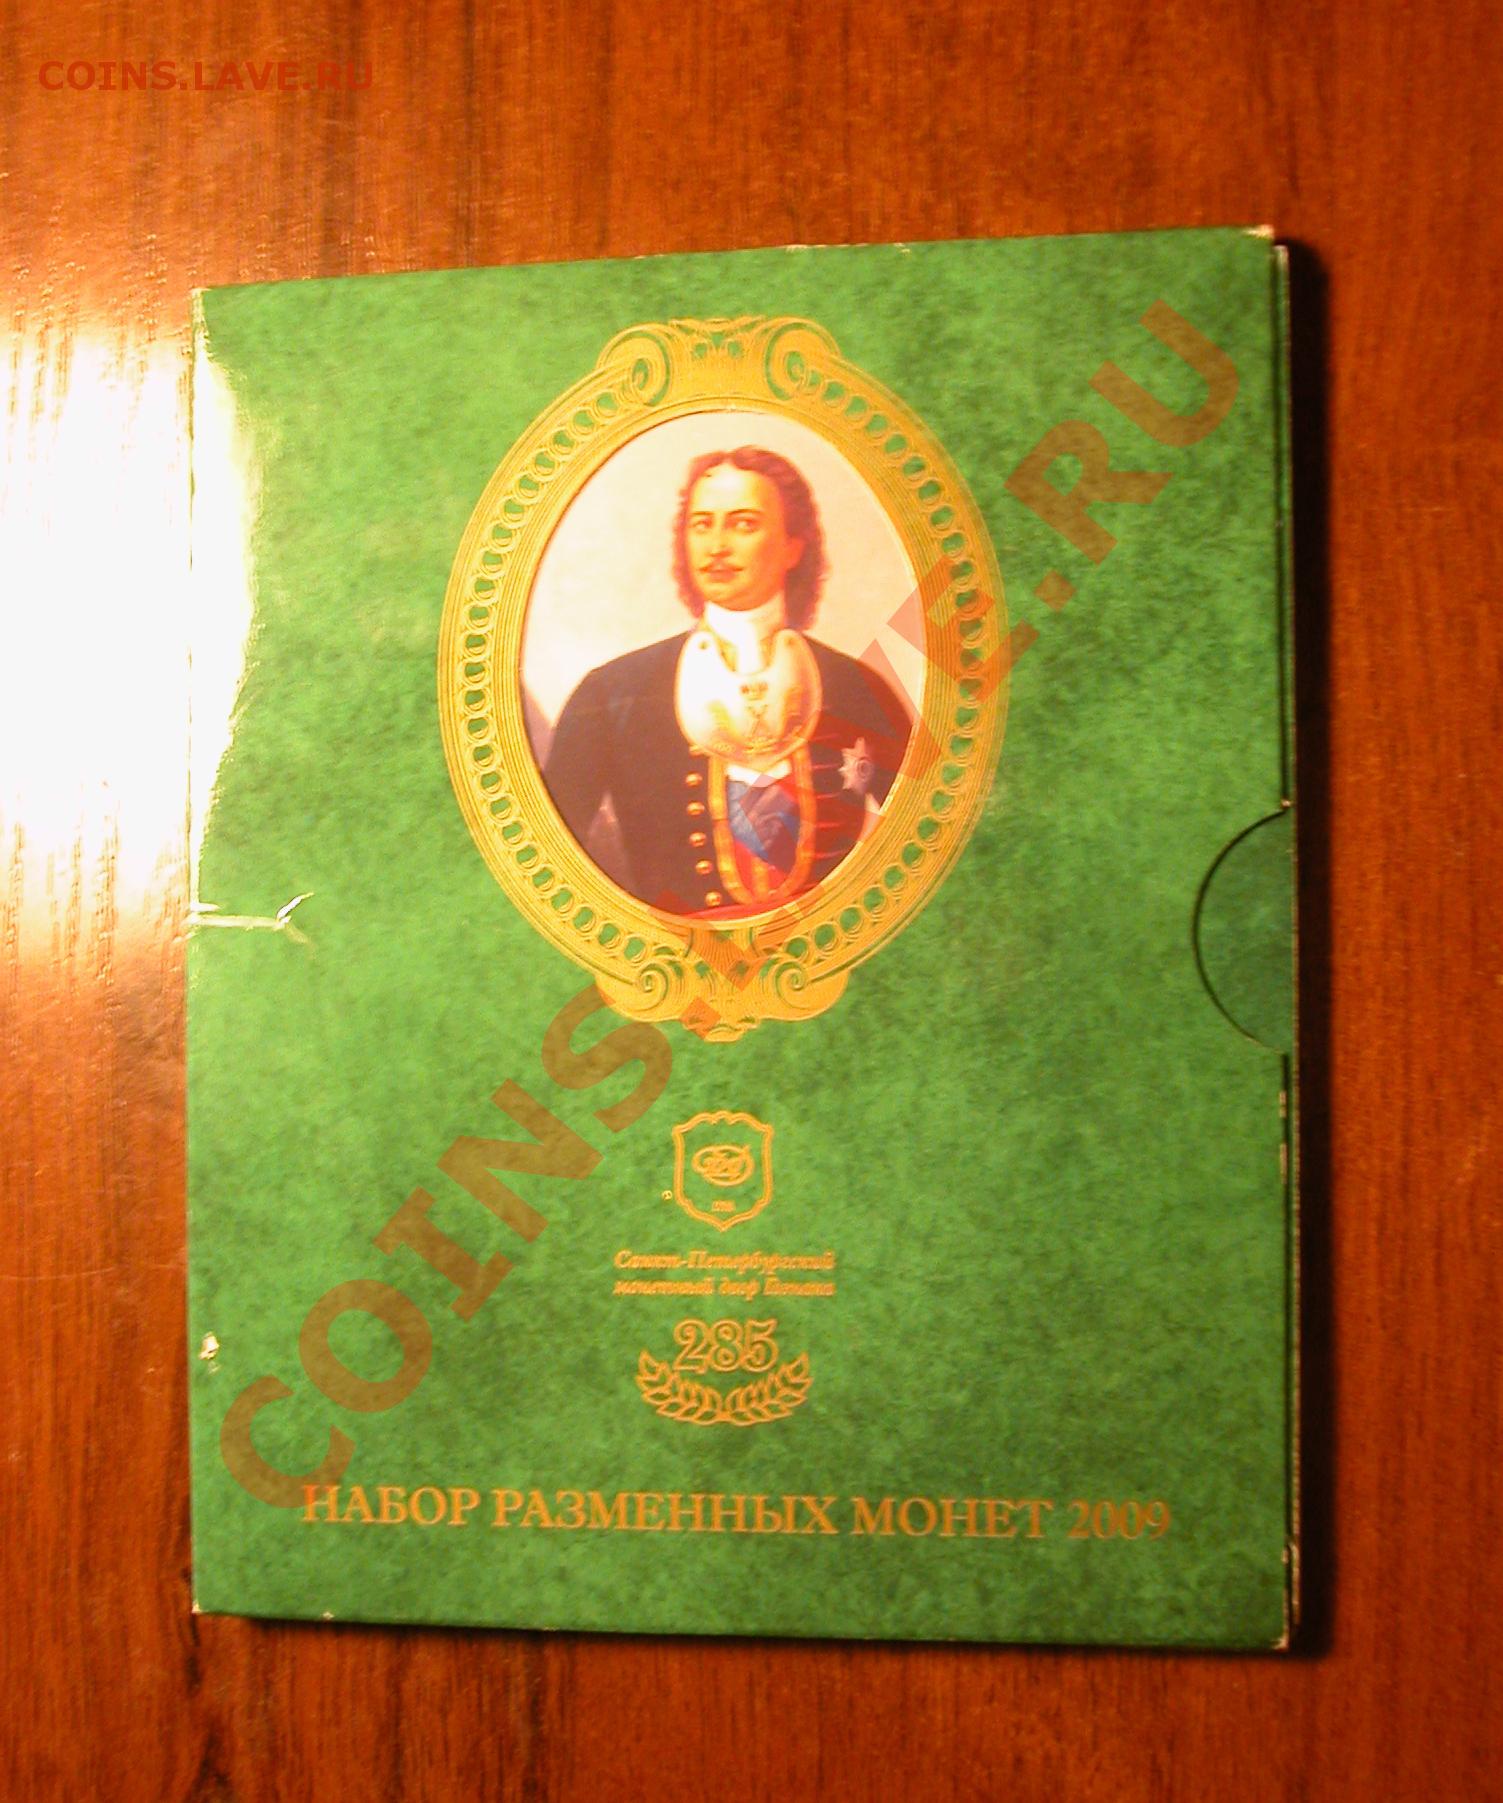 COINS.LAVE.RU
COINS.LAVE.RU
Санкт-Петербургский
монетный двор Гознака
285
НАБОР РАЗМЕННЫХ МОНЕТ 2009